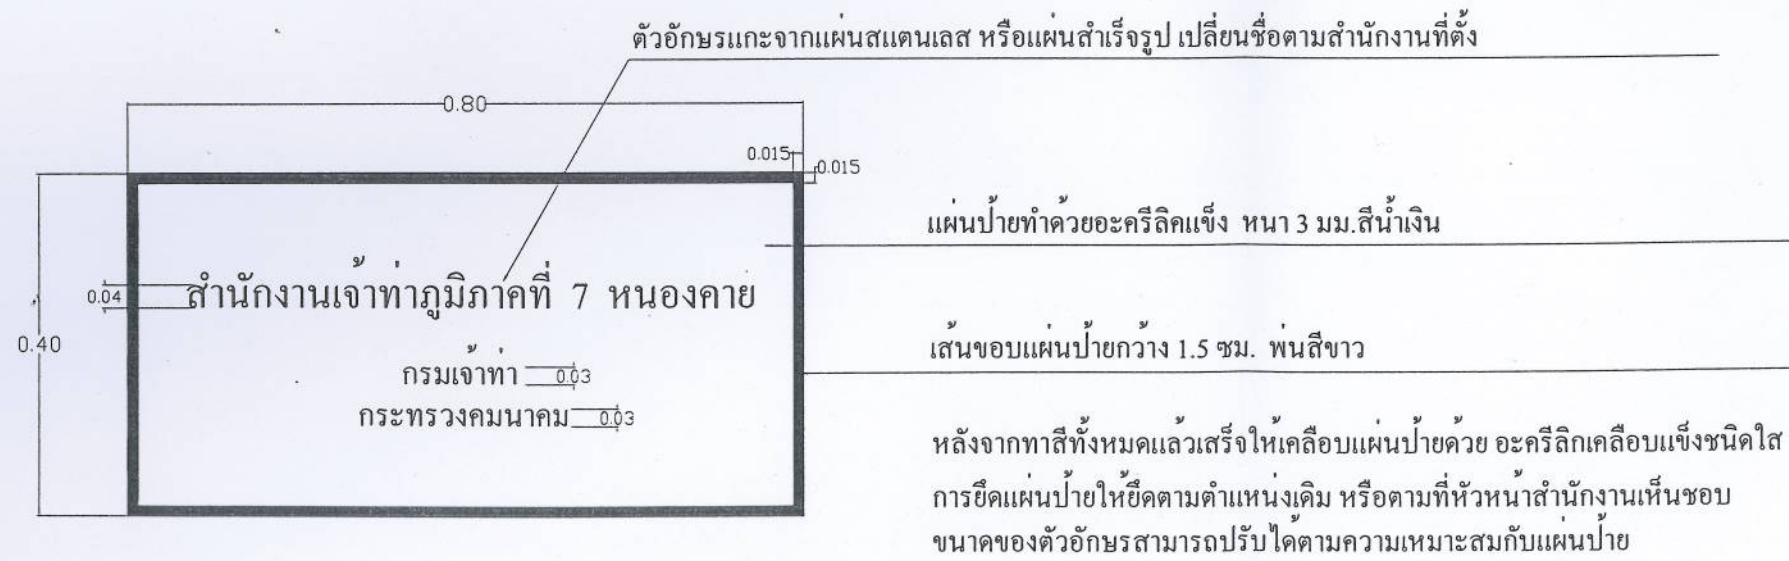 ตัวอักษรแกะจากแผ่นสแตนเลส หรือแผ่นสำเร็จรูป เปลี่ยนชื่อตามสำนักงานที่ตั้ง
0.80
0.015
0.015
แผ่นป้ายทำด้วยอะครีลิคแข็ง หนา 3 มม.สีน้ำเงิน
0.04
สำนักงานเจ้าท่าภูมิภาคที่ 7 หนองคาย
0.40
เส้นขอบแผ่นป้ายกว้าง 1.5 ซม. พ่นสีขาว
กรมเจ้าท่า 0.03
กระทรวงคมนาคม 0.03
หลังจากทาสีทั้งหมดแล้วเสร็จให้เคลือบแผ่นป้ายด้วย อะครีลิกเคลือบแข็งชนิดใส
การยึดแผ่นป้ายให้ยึดตามตำแหน่งเดิม หรือตามที่หัวหน้าสำนักงานเห็นชอบ
ขนาดของตัวอักษรสามารถปรับได้ตามความเหมาะสมกับแผ่นป้าย